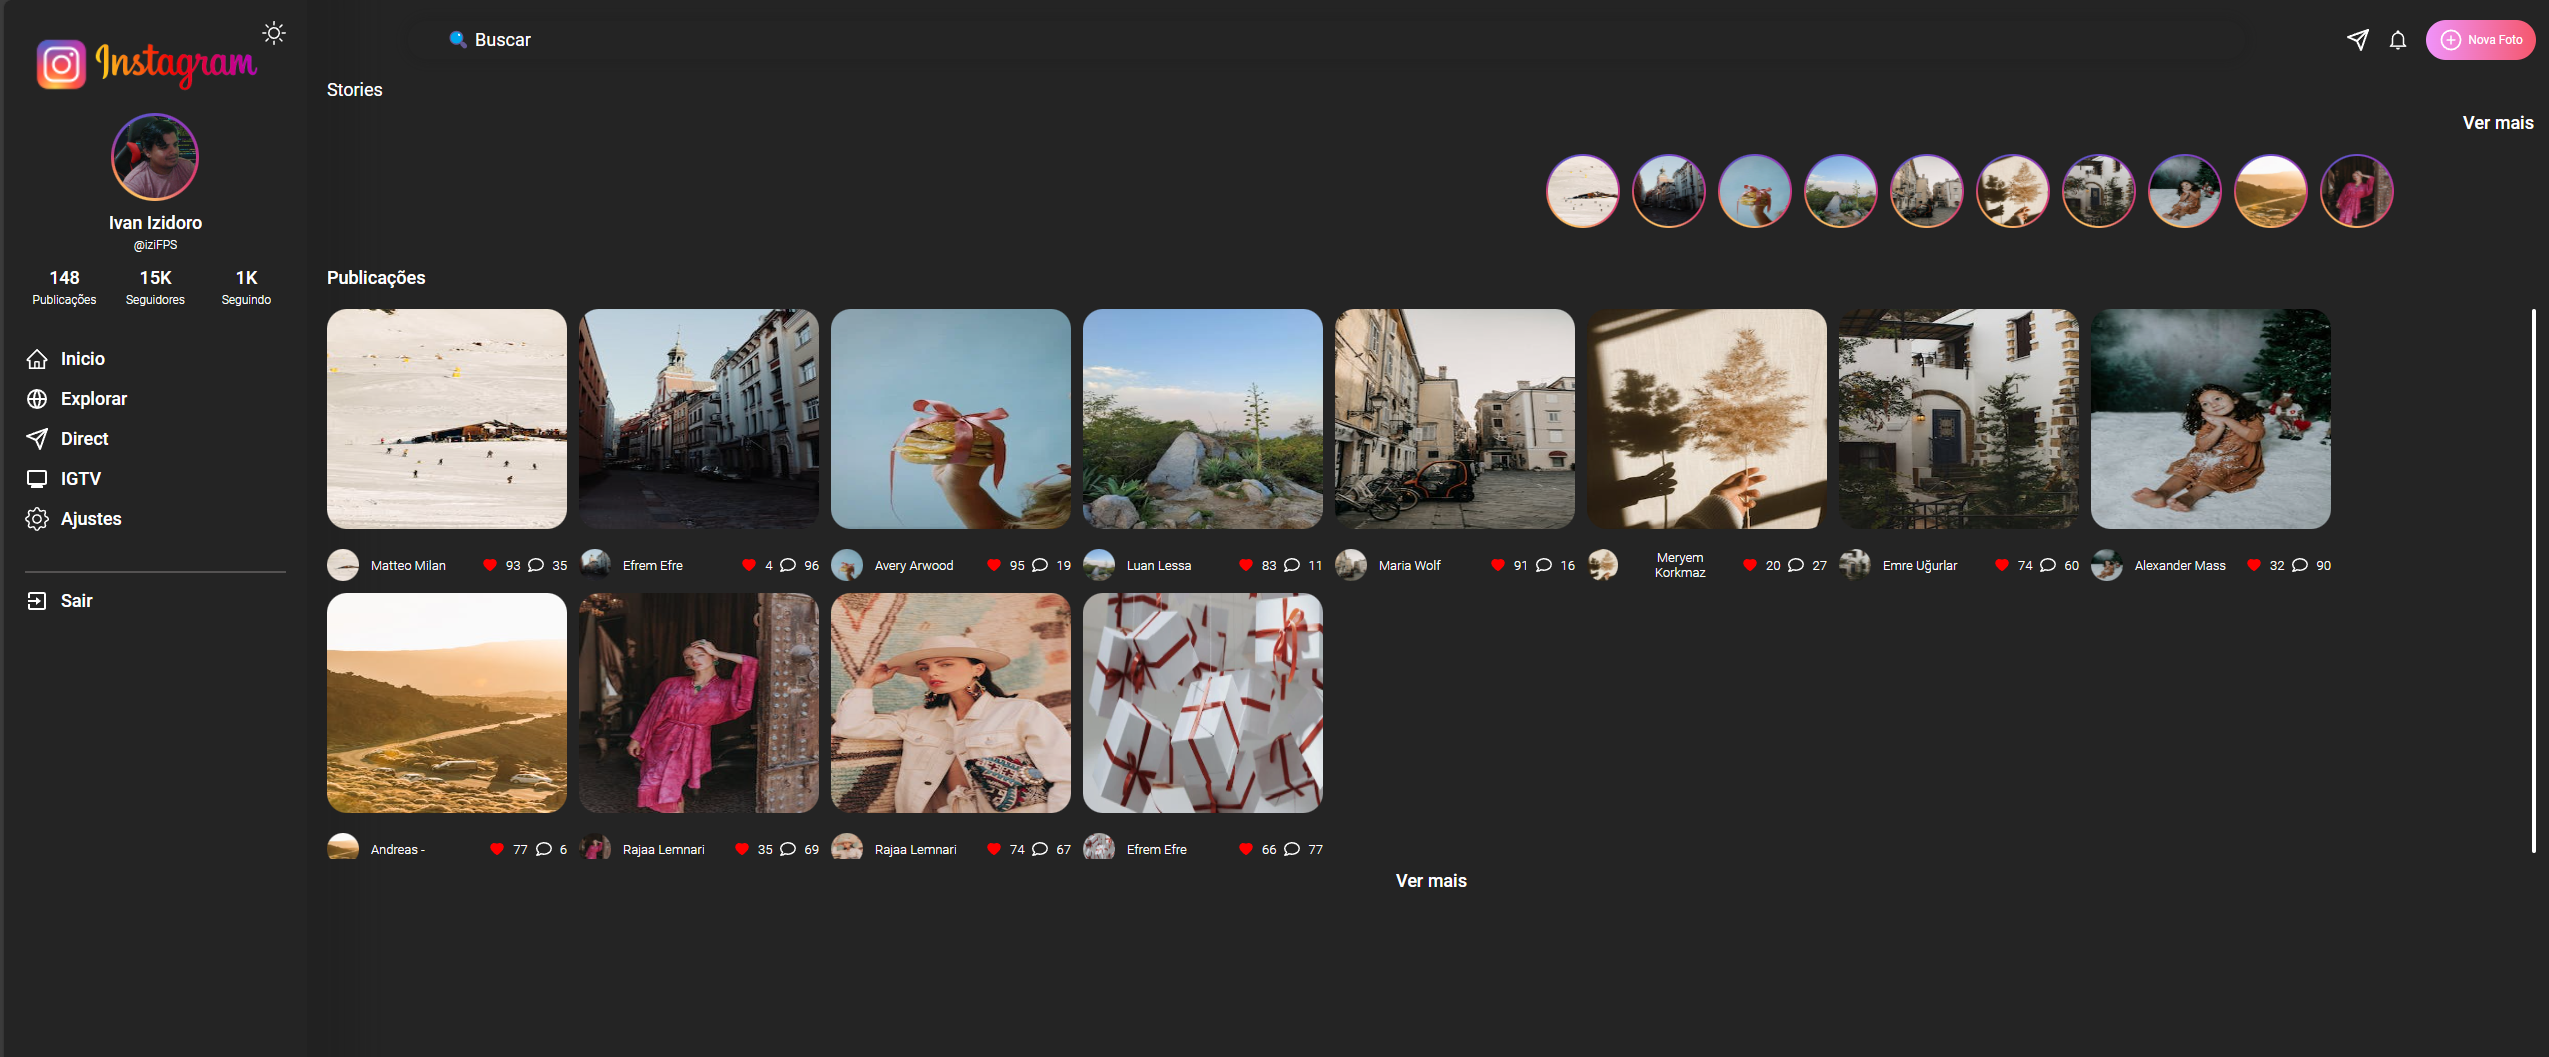 Instagram
Ivan Izidoro
@iziFPS
148 15K 1K
Publicações Seguidores Seguindo
Inicio
Explorar
Direct
IGTV
Ajustes
Sair
Buscar
Nova Foto
Stories
Ver mais
Publicações
Matteo Milan 93 35
Efrem Efre 4 96
Avery Arwood 95 19
Luan Lessa 83 11
Maria Wolf 91 16
Meryem
Korkmaz 20 27
Emre Uğurlar 74 60
Alexander Mass 32 90
Andreas - 77 6
Rajaa Lemnari 35 69
Rajaa Lemnari 74 67
Efrem Efre 66 77
Ver mais